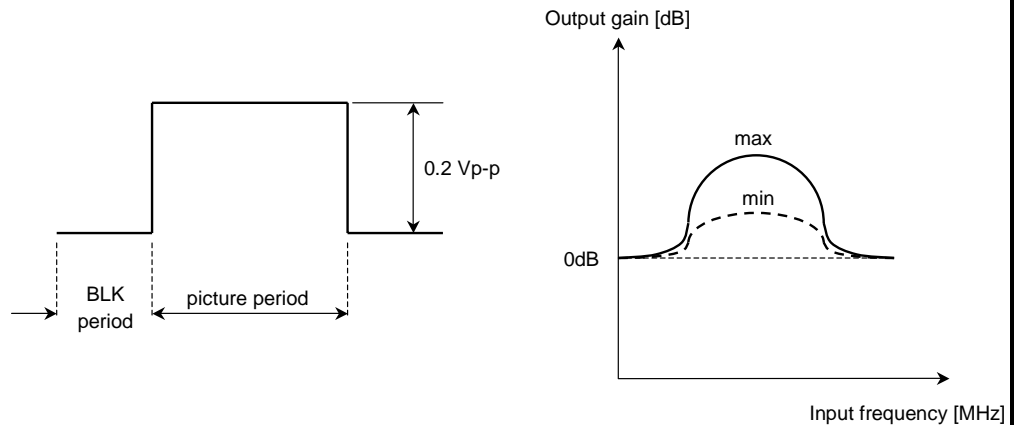 Output gain [dB]
max
0.2 Vp-p
min
0dB
BLK
period
picture period
Input frequency [MHz]